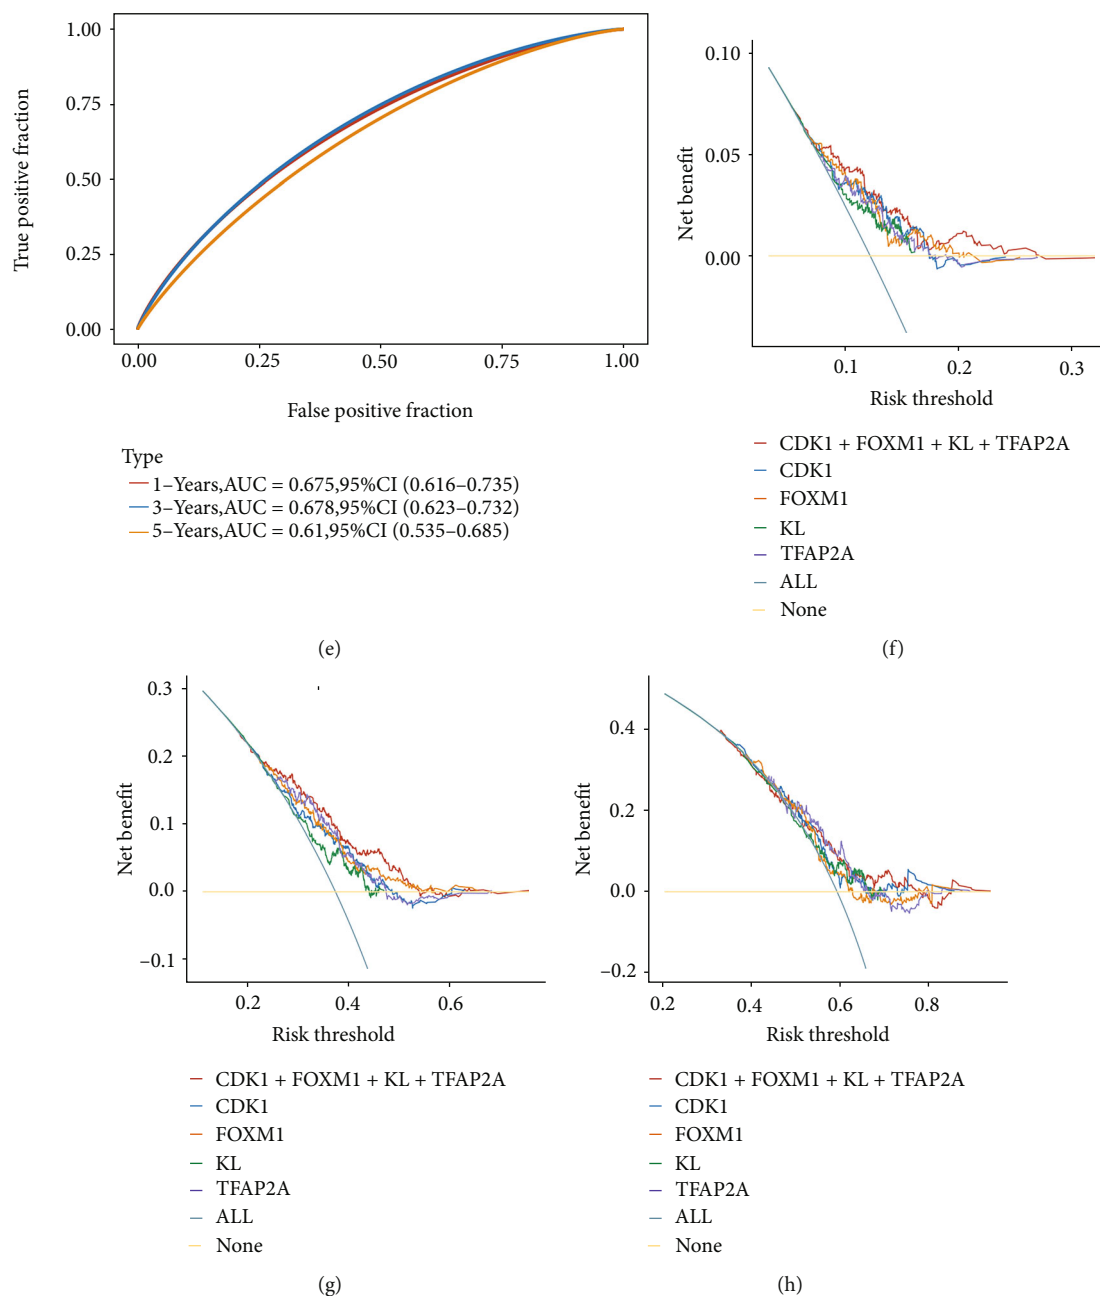 True positive fraction
1.00
0.75
0.50
0.25
0.00
0.00 0.25 0.50 0.75 1.00
False positive fraction
Type
1–Years,AUC = 0.675,95%CI (0.616–0.735)
3–Years,AUC = 0.678,95%CI (0.623–0.732)
5–Years,AUC = 0.61,95%CI (0.535–0.685)
(e)
Net benefit
0.10
0.05
0.00
0.1 0.2 0.3
Risk threshold
CDK1 + FOXM1 + KL + TFAP2A
CDK1
FOXM1
KL
TFAP2A
ALL
None
(f)
Net benefit
0.3
0.2
0.1
0.0
–0.1
0.2 0.4 0.6
Risk threshold
CDK1 + FOXM1 + KL + TFAP2A
CDK1
FOXM1
KL
TFAP2A
ALL
None
(g)
Net benefit
0.4
0.2
0.0
–0.2
0.2 0.4 0.6 0.8
Risk threshold
CDK1 + FOXM1 + KL + TFAP2A
CDK1
FOXM1
KL
TFAP2A
ALL
None
(h)